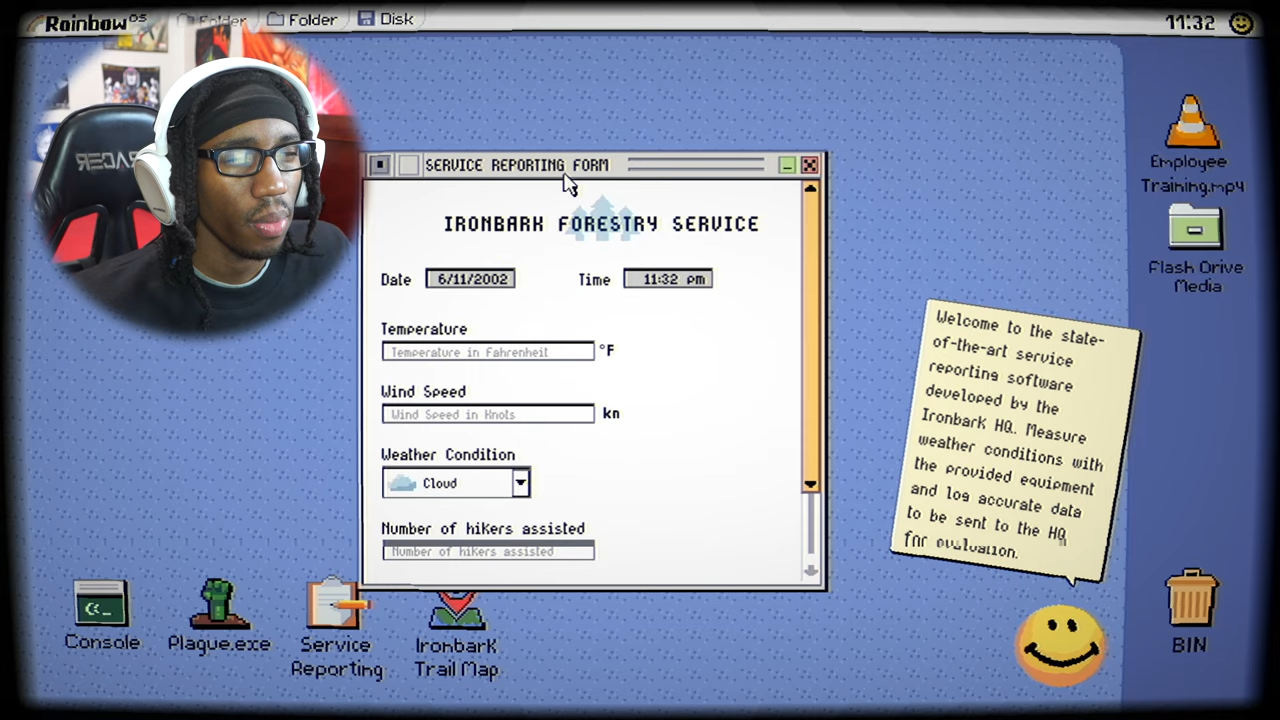 RainbowOS
Folder
Folder
Disk
11:32
SERVICE REPORTING FORM
IRONBARK FORESTRY SERVICE
Date
6/11/2002
Time
11:32 pm
Temperature
Temperature in Fahrenheit
°F
Wind Speed
Wind Speed in Knots
kn
Weather Condition
Cloud
Number of hikers assisted
Number of hikers assisted
Employee
Training.mp4
Flash Drive
Media
Welcome to the state-
of-the-art service
reporting software
developed by the
Ironbark HQ. Measure
weather conditions with
the provided equipment
and log accurate data
to be sent to the HQ
for evaluation.
Console
Plague.exe
Service
Reporting
Ironbark
Trail Map
BIN